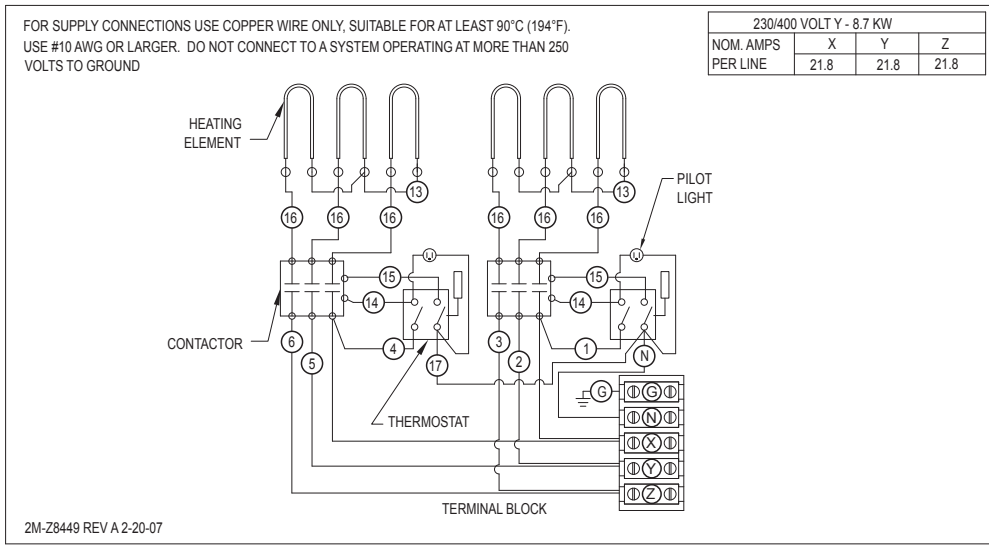 FOR SUPPLY CONNECTIONS USE COPPER WIRE ONLY, SUITABLE FOR AT LEAST 90°C (194°F).
USE #10 AWG OR LARGER. DO NOT CONNECT TO A SYSTEM OPERATING AT MORE THAN 250
VOLTS TO GROUND
230/400 VOLT Y - 8.7 KW
NOM. AMPS X Y Z
PER LINE 21.8 21.8 21.8
HEATING
ELEMENT
PILOT
LIGHT
13 13
16 16 16 16 16 16
15 15
14 14
CONTACTOR
6 5 4 17 3 2 1 N
THERMOSTAT
G G
N
X
Y
Z
TERMINAL BLOCK
2M-Z8449 REV A 2-20-07